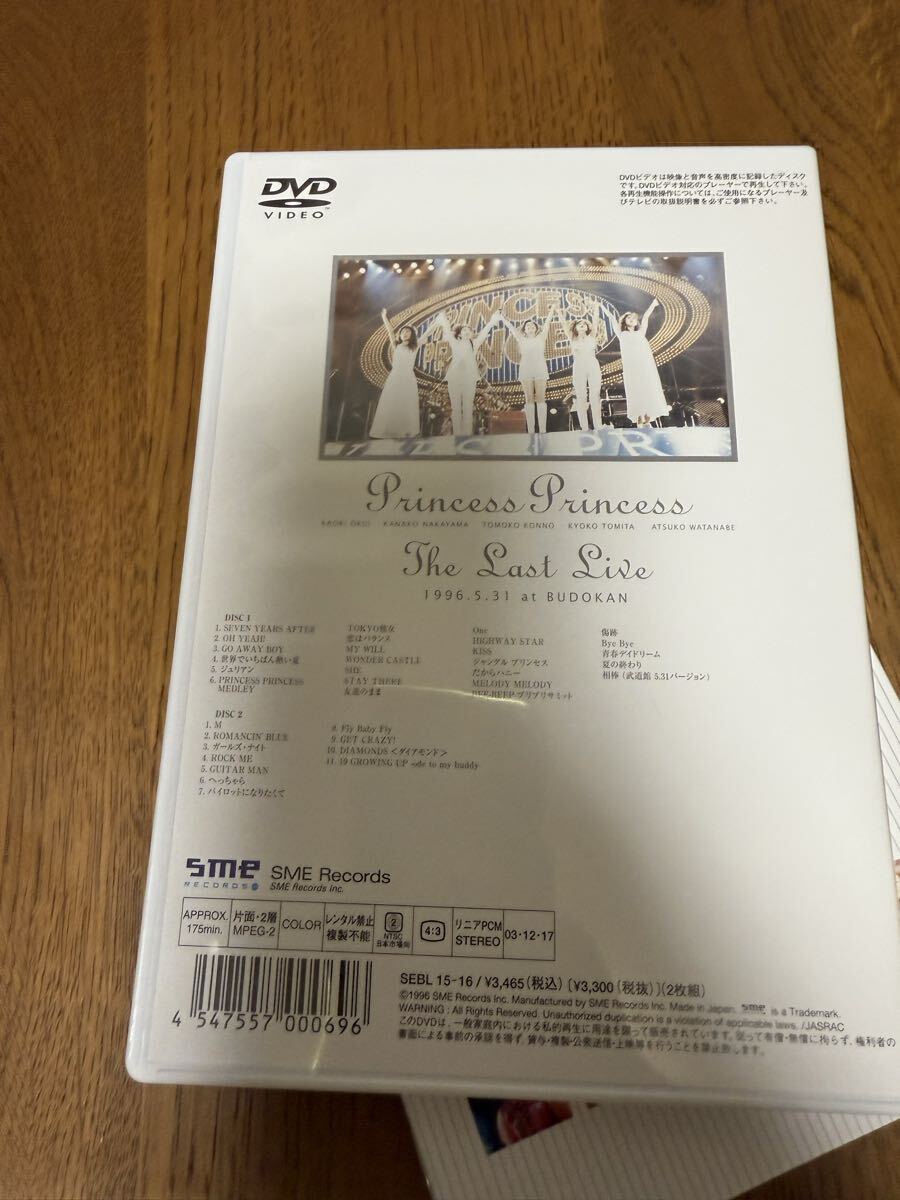 DVD
VIDEO
DVDビデオは映像と音声を高密度に記録したディスク
です。DVDビデオ対応のプレーヤーで再生して下さい。
各再生機能操作については、ご使用になるプレーヤー及
びテレビの取扱説明書を必ずご参照下さい。
PRINCESS
PRINCESS
Princess Princess
KAORI OKUI KANAKO NAKAYAMA TOMOKO KONNO KYOKO TOMITA ATSUKO WATANABE
The Last Live
1996.5.31 at BUDOKAN
DISC 1
1. SEVEN YEARS AFTER
2. OH YEAH!
3. GO AWAY BOY
4. 世界でいちばん熱い夏
5. ジュリアン
6. PRINCESS PRINCESS
MEDLEY
TOKYO彼女
恋はバランス
MY WILL
WONDER CASTLE
SHE
STAY THERE
友達のまま
One
HIGHWAY STAR
KISS
ジャングル プリンセス
だからハニー
MELODY MELODY
BEE-BEEP-プリプリサミット
傷跡
Bye Bye
青春デイドリーム
夏の終わり
相棒 (武道館 5.31バージョン)
DISC 2
1. M
2. ROMANCIN' BLUE
3. ガールズ・ナイト
4. ROCK ME
5. GUITAR MAN
6. へっちゃら
7. パイロットになりたくて
8. Fly Baby Fly
9. GET CRAZY!
10. DIAMONDS <ダイアモンド>
11. 19 GROWING UP -ode to my buddy-
sme
RECORDS
SME Records
SME Records Inc.
APPROX.
175min.
片面・2層
MPEG-2
COLOR
レンタル禁止
複製不能
2
NTSC
日本市場向
4:3
リニアPCM
STEREO
03・12・17
SEBL 15-16/¥3,465(税込)〔¥3,300(税抜)〕(2枚組)
©1996 SME Records Inc. Manufactured by SME Records Inc. Made in Japan. sme is a Trademark.
WARNING : All Rights Reserved. Unauthorized duplication is a violation of applicable laws. /JASRAC
このDVDは、一般家庭内における私的再生に用途を限って販売されています。従って有償・無償に拘らず、権利者の
書面による事前の承諾を得ず、貸与・複製・公衆送信・上映等を行うことを禁止致します。
4 547557 000696